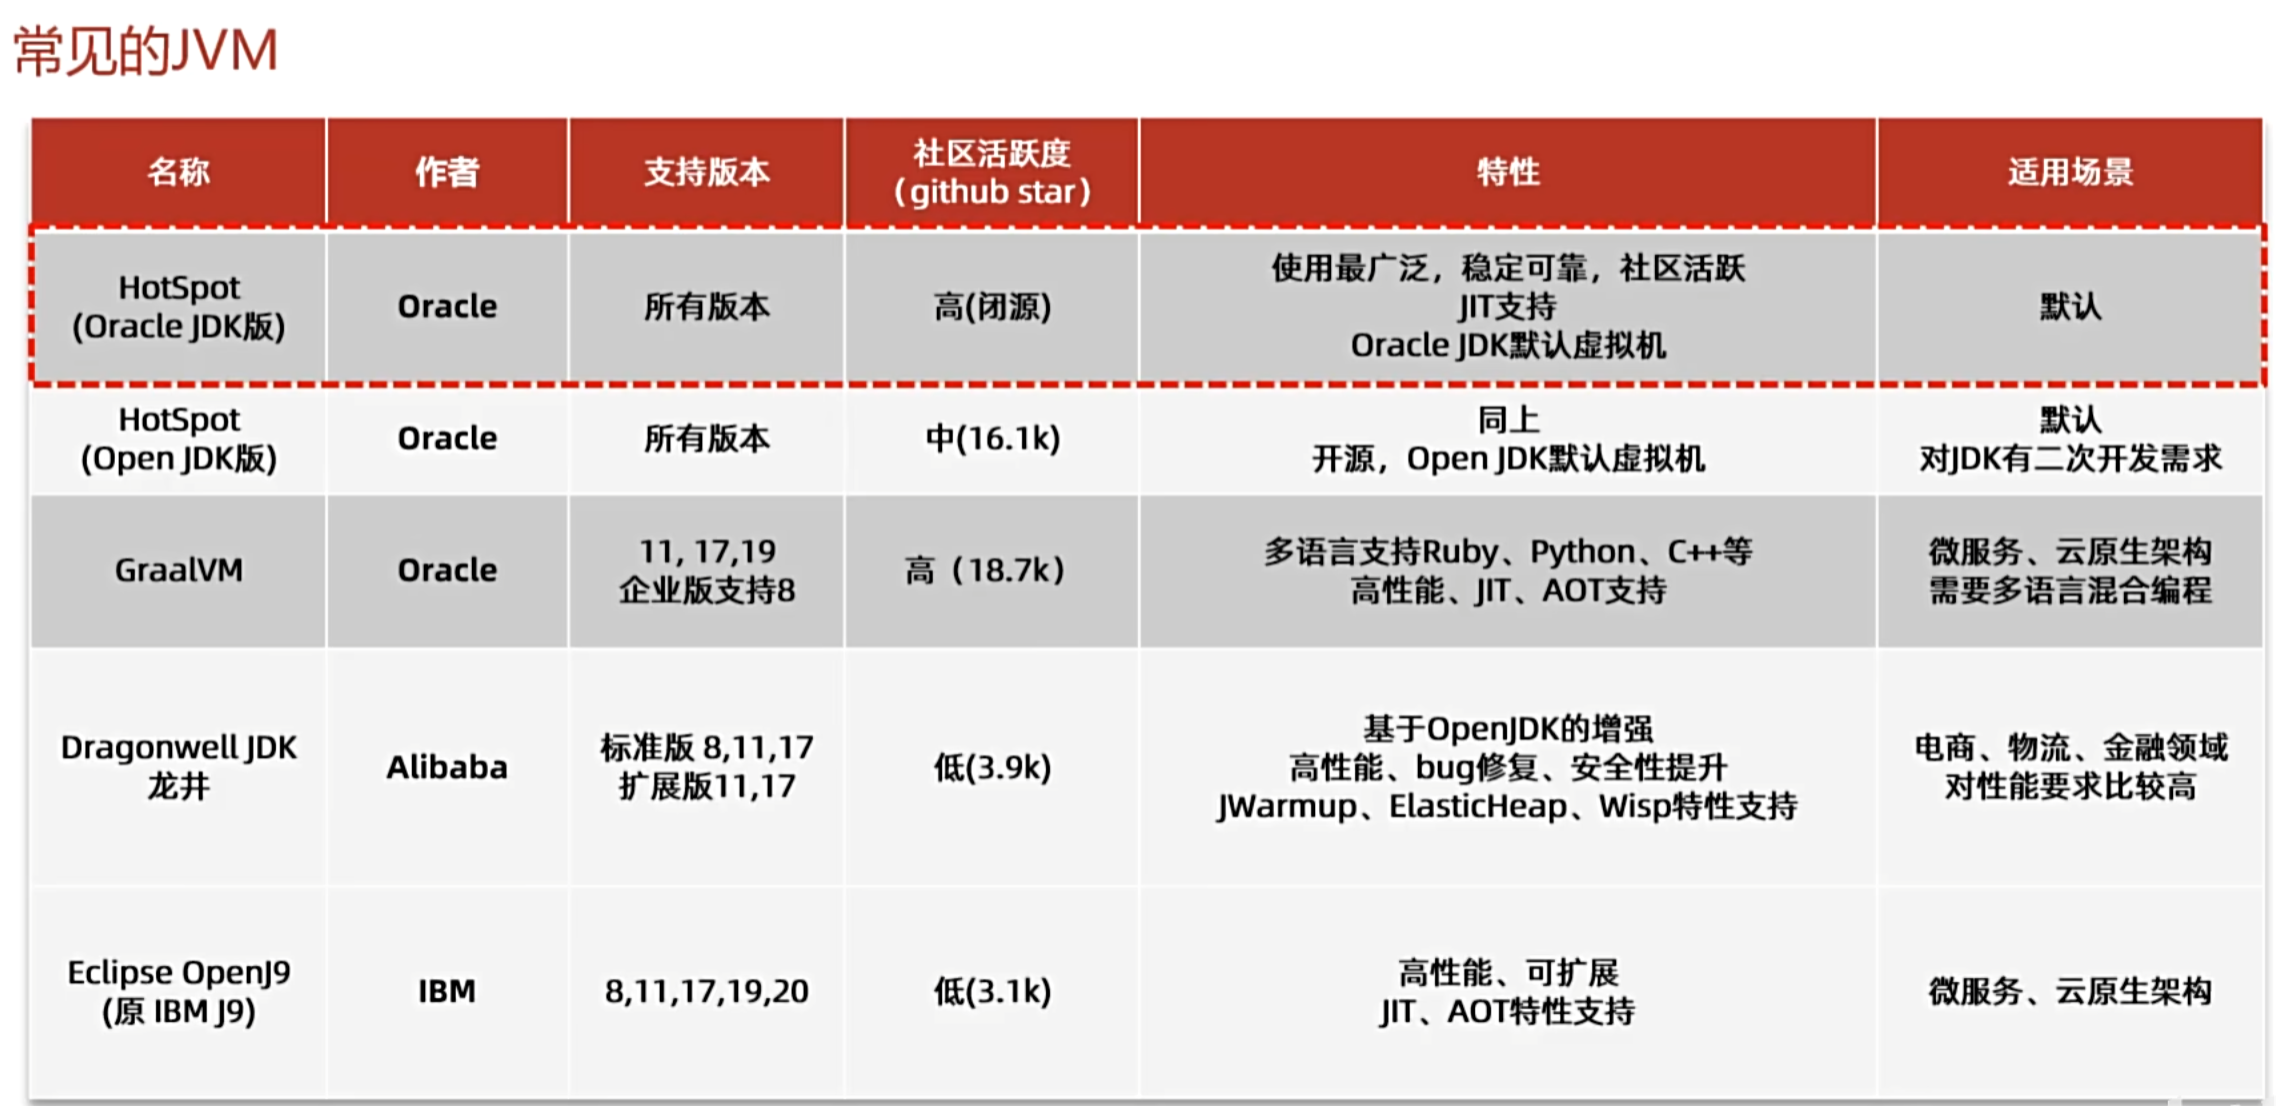 常见的JVM
名称
作者
支持版本
社区活跃度
（github star）
特性
适用场景
HotSpot
(Oracle JDK版)
Oracle
所有版本
高(闭源)
使用最广泛，稳定可靠，社区活跃
JIT支持
Oracle JDK默认虚拟机
默认
HotSpot
(Open JDK版)
Oracle
所有版本
中(16.1k)
同上
开源，Open JDK默认虚拟机
默认
对JDK有二次开发需求
GraalVM
Oracle
11, 17,19
企业版支持8
高（18.7k）
多语言支持Ruby、Python、C++等
高性能、JIT、AOT支持
微服务、云原生架构
需要多语言混合编程
Dragonwell JDK
龙井
Alibaba
标准版 8,11,17
扩展版11,17
低(3.9k)
基于OpenJDK的增强
高性能、bug修复、安全性提升
JWarmup、ElasticHeap、Wisp特性支持
电商、物流、金融领域
对性能要求比较高
Eclipse OpenJ9
(原 IBM J9)
IBM
8,11,17,19,20
低(3.1k)
高性能、可扩展
JIT、AOT特性支持
微服务、云原生架构